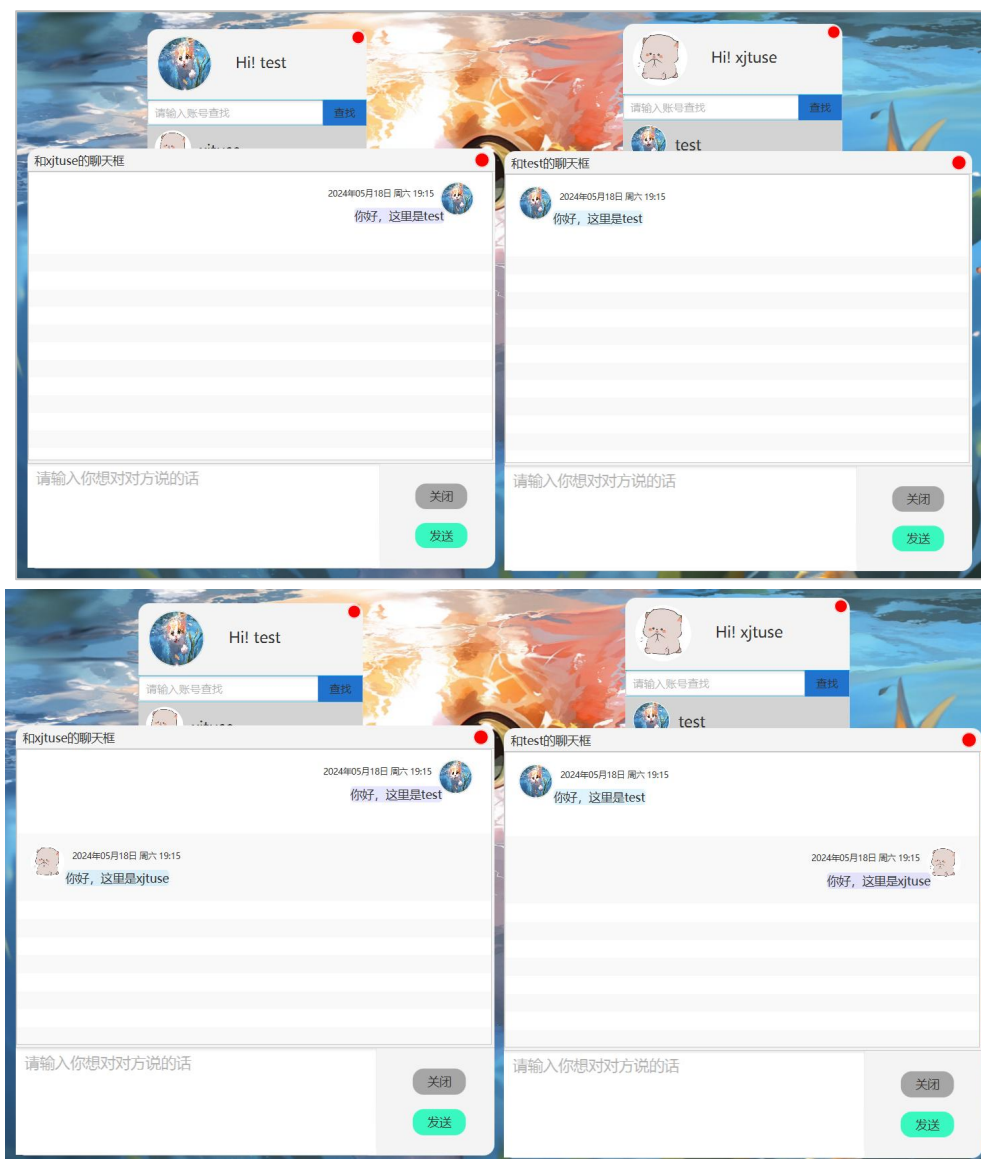 Hi! test
Hi! xjtuse
请输入账号查找
查找
请输入账号查找
查找
test
和xjtuse的聊天框
和test的聊天框
2024年05月18日 周六 19:15
你好，这里是test
2024年05月18日 周六 19:15
你好，这里是test
请输入你想对对方说的话
关闭
发送
请输入你想对对方说的话
关闭
发送
Hi! test
Hi! xjtuse
请输入账号查找
查找
请输入账号查找
查找
test
和xjtuse的聊天框
和test的聊天框
2024年05月18日 周六 19:15
你好，这里是test
2024年05月18日 周六 19:15
你好，这里是xjtuse
2024年05月18日 周六 19:15
你好，这里是test
2024年05月18日 周六 19:15
你好，这里是xjtuse
请输入你想对对方说的话
关闭
发送
请输入你想对对方说的话
关闭
发送